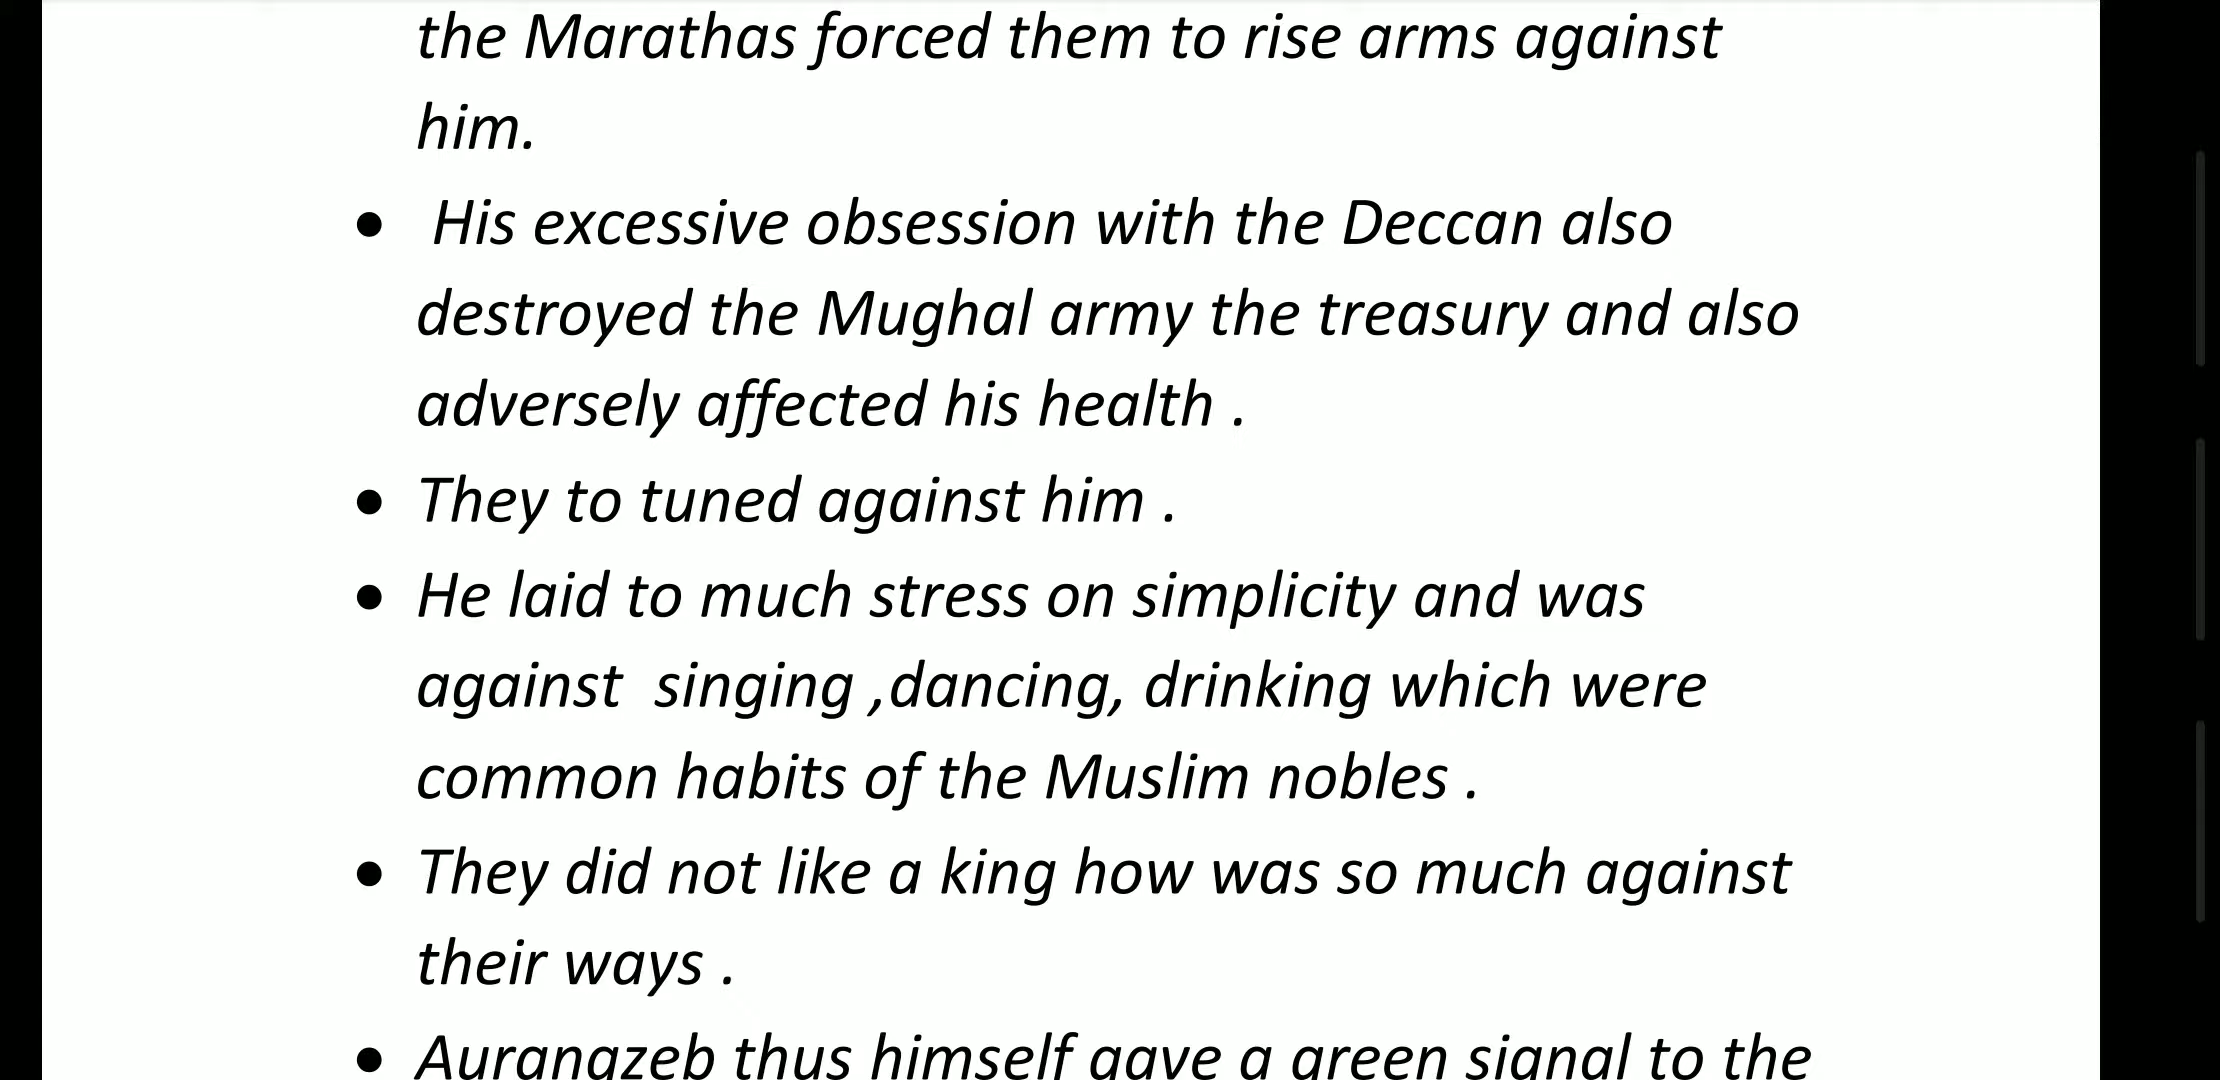 the Marathas forced them to rise arms against
him.
• His excessive obsession with the Deccan also
destroyed the Mughal army the treasury and also
adversely affected his health .
• They to tuned against him .
• He laid to much stress on simplicity and was
against  singing ,dancing, drinking which were
common habits of the Muslim nobles .
• They did not like a king how was so much against
their ways .
• Aurangzeb thus himself gave a green signal to the